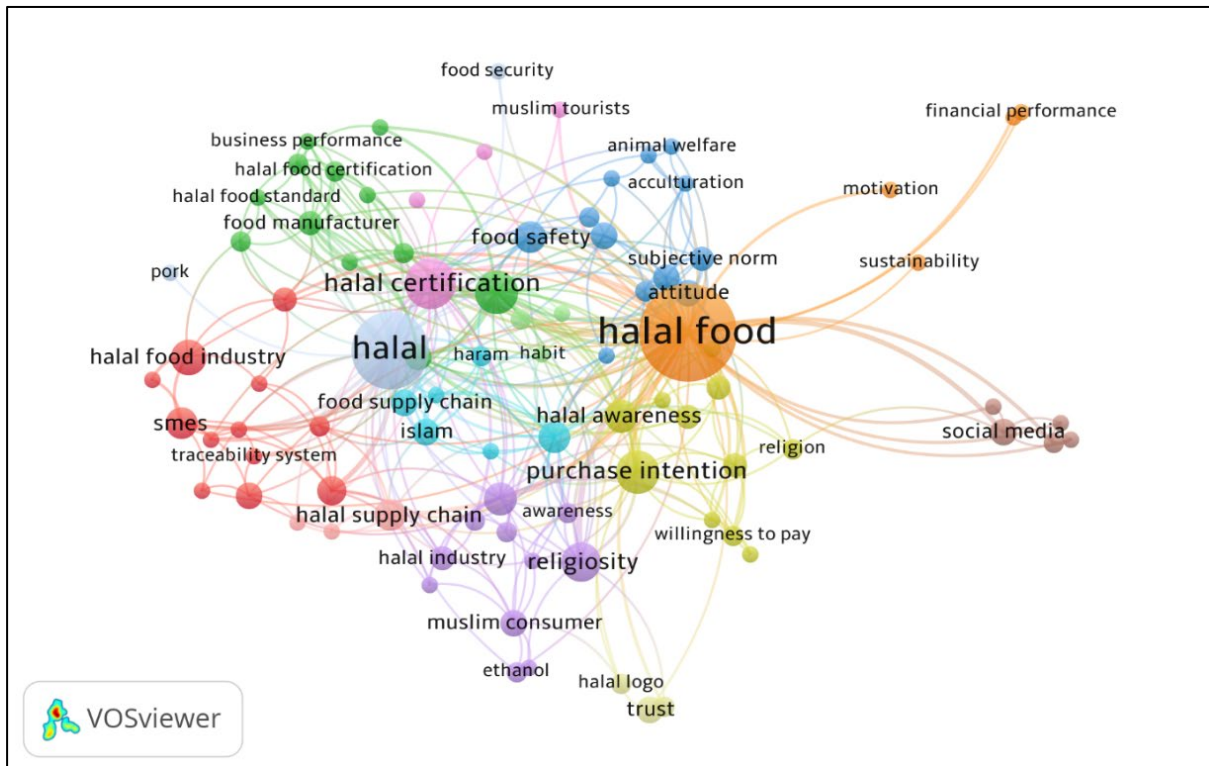 food security
muslim tourists
financial performance
business performance
animal welfare
halal food certification
acculturation
motivation
halal food standard
food manufacturer
food safety
subjective norm
sustainability
pork
halal certification
attitude
halal food
halal
halal food industry
haram
habit
food supply chain
halal awareness
smes
islam
social media
religion
traceability system
purchase intention
halal supply chain
awareness
willingness to pay
halal industry
religiosity
muslim consumer
ethanol
halal logo
trust
VOSviewer